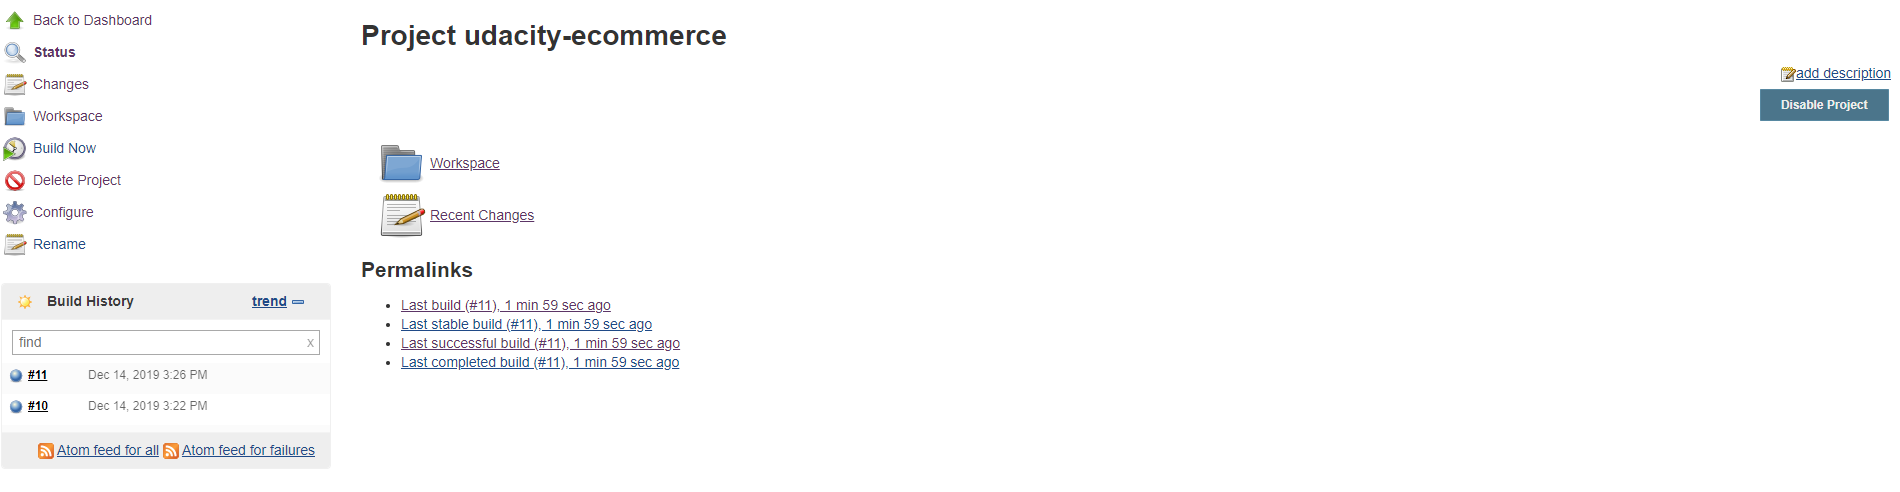 Back to Dashboard
Status
Changes
Workspace
Build Now
Delete Project
Configure
Rename
Build History trend
find x
#11 Dec 14, 2019 3:26 PM
#10 Dec 14, 2019 3:22 PM
Atom feed for all Atom feed for failures
Project udacity-ecommerce
add description
Disable Project
Workspace
Recent Changes
Permalinks
Last build (#11), 1 min 59 sec ago
Last stable build (#11), 1 min 59 sec ago
Last successful build (#11), 1 min 59 sec ago
Last completed build (#11), 1 min 59 sec ago